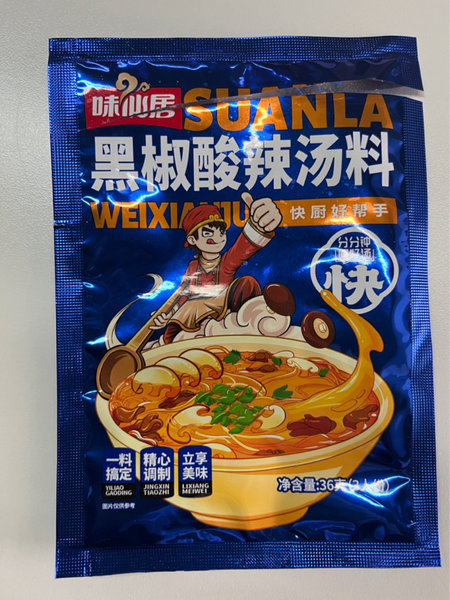 味仙居
SUANLA
黑椒酸辣汤料
WEIXIANJU
快厨好帮手
分分钟
快
一料
搞定
YILIAO
GAODING
精心
调制
JINGXIN
TIAOZHI
立享
美味
LIXIANG
MEIWEI
净含量:36克
图片仅供参考